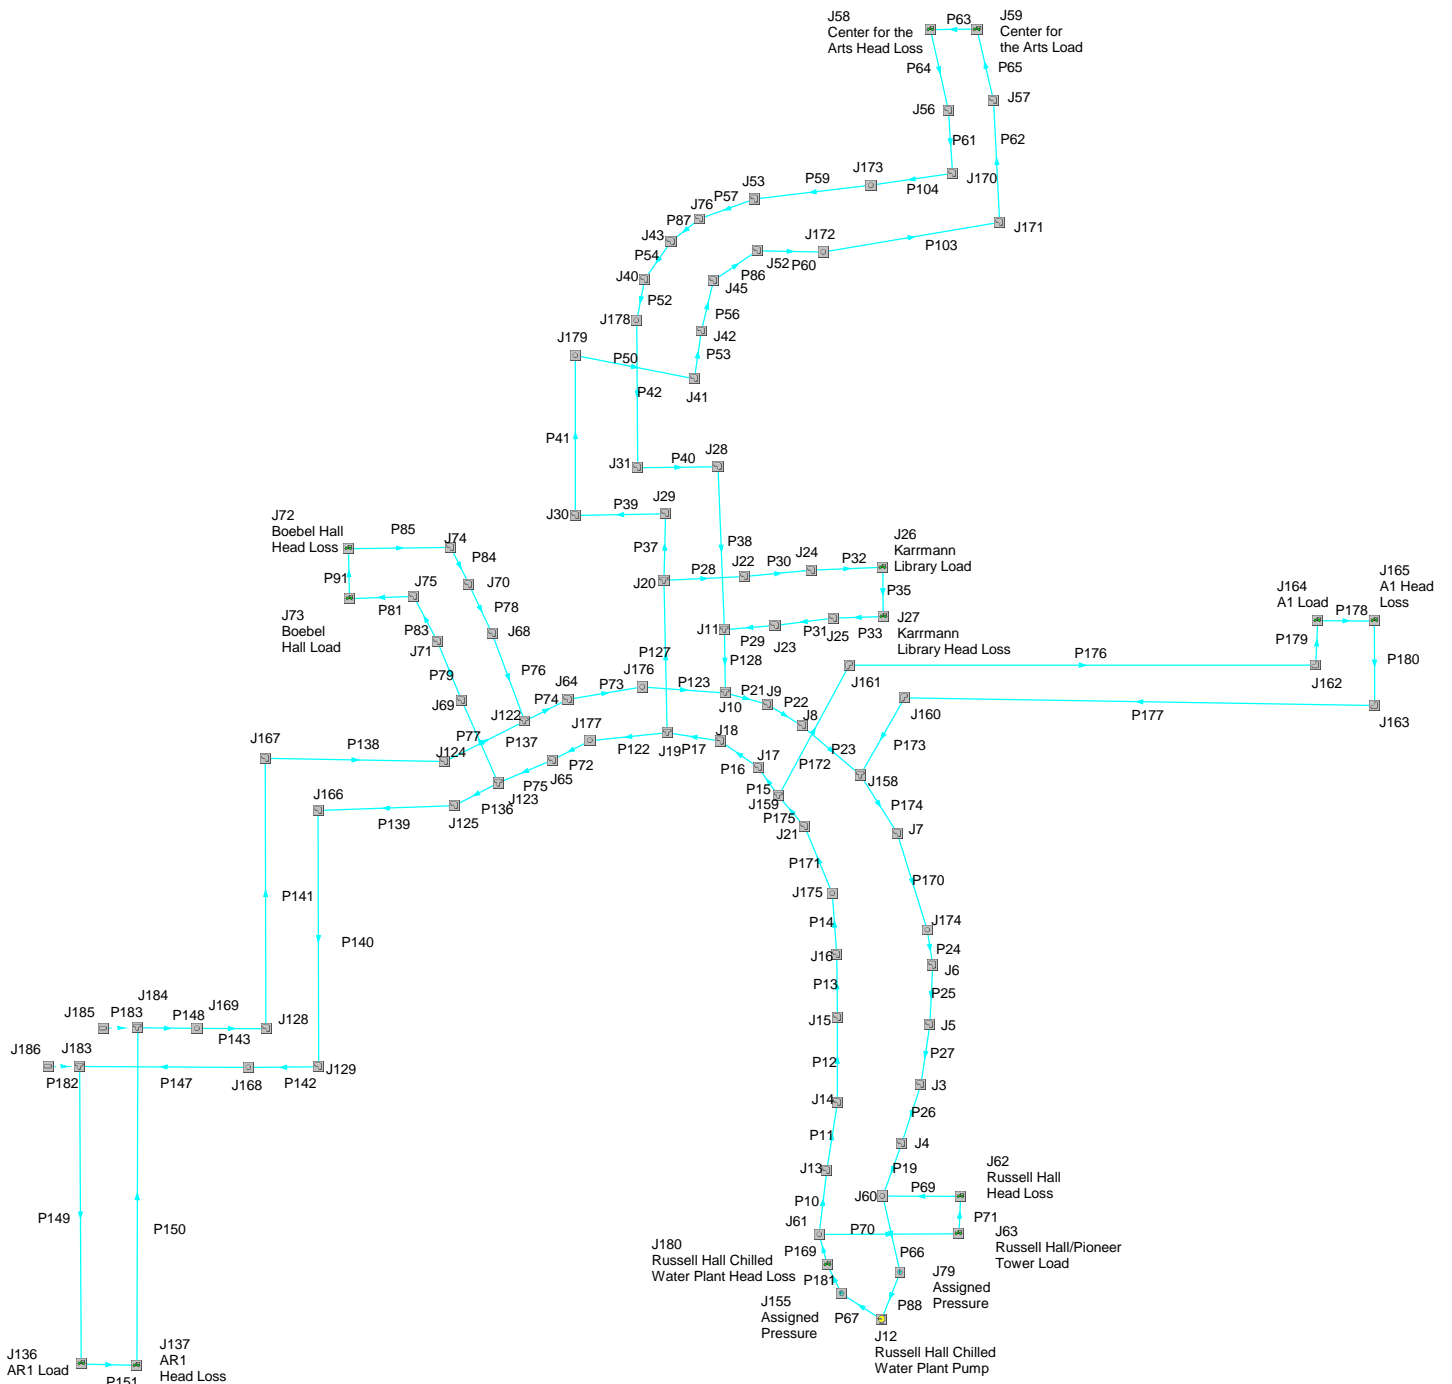 J58
Center for the
Arts Head Loss
P63
J59
Center for
the Arts Load
P64
P65
J56
J57
P61
P62
J173
P59
P104
J170
J53
P57
J76
P87
J172
J171
J43
P103
P54
J52
P60
P86
J40
J45
P52
P56
J178
J42
J179
P50
P53
P42
J41
P41
J28
J31
P40
J29
P39
J30
J72
Boebel Hall
Head Loss
P85
J74
P38
J26
Karrmann
Library Load
P37
P84
J24
P32
J22
P30
P28
J20
P91
J75
J70
P35
J164
A1 Load
J165
A1 Head
Loss
P178
P81
J73
Boebel
Hall Load
P78
J27
Karrmann
Library Head Loss
P31
J25
P33
J11
P29
J23
P83
J68
P179
J71
P127
P128
P176
P180
P76
J176
J161
J162
P79
P73
P123
J64
P74
P21
J9
J69
J10
P22
J160
P177
J163
J122
J8
P77
P137
J177
J18
P138
J124
J167
P122
J19
P17
P23
P173
P172
J17
P72
P16
J65
J158
P75
P15
J123
J159
J166
P136
P174
P139
J125
P175
J21
J7
P171
P170
P141
J175
P14
J174
P140
P24
J16
J6
P13
P25
J184
J169
J15
J185
P183
P148
J128
J5
P143
J186
J183
P12
P27
J129
P182
P147
J168
P142
J3
J14
P26
P11
J4
J13
J62
Russell Hall
Head Loss
P19
P69
J60
P10
P149
P150
J61
P70
P71
J63
Russell Hall/Pioneer
Tower Load
J180
Russell Hall Chilled
Water Plant Head Loss
P169
P66
P181
J79
Assigned
Pressure
J155
Assigned
Pressure
P67
P88
J12
Russell Hall Chilled
Water Plant Pump
J136
AR1 Load
J137
AR1
Head Loss
P151